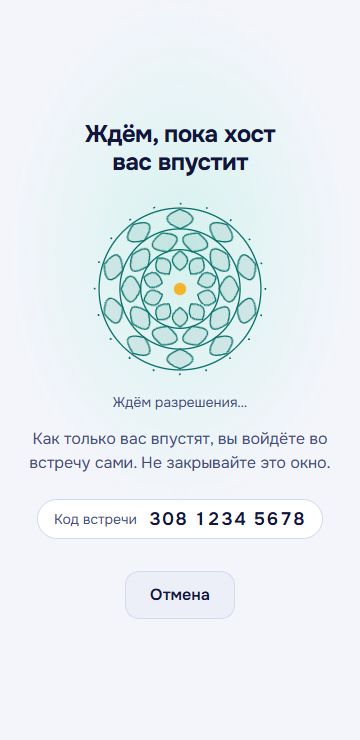 Ждём, пока хост
вас впустит
Ждём разрешения...
Как только вас впустят, вы войдёте во
встречу сами. Не закрывайте это окно.
Код встречи 308 1234 5678
Отмена